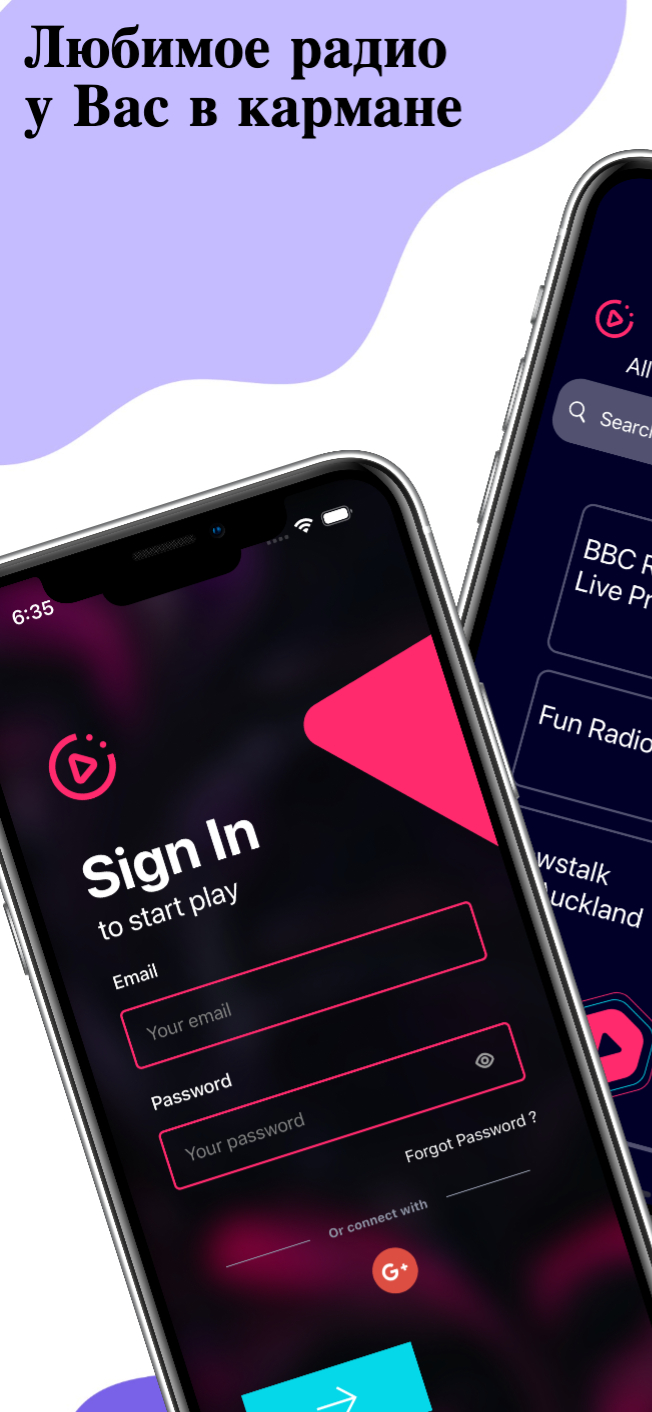 Любимое радио
у Вас в кармане
All
Search
BBC R
Live Pr
Fun Radio
wstalk
Auckland
6:35
Sign In
to start play
Email
Your email
Password
Your password
Forgot Password ?
Or connect with
G+